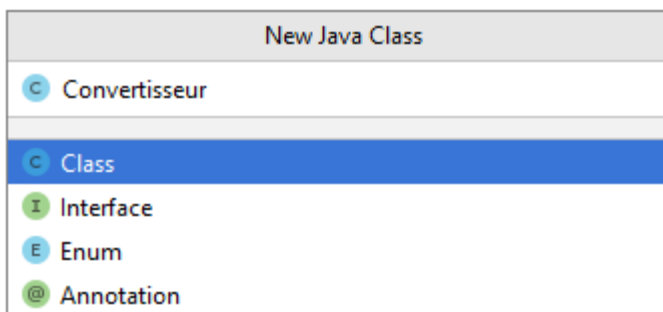 New Java Class
C Convertisseur
C Class
I Interface
E Enum
@ Annotation